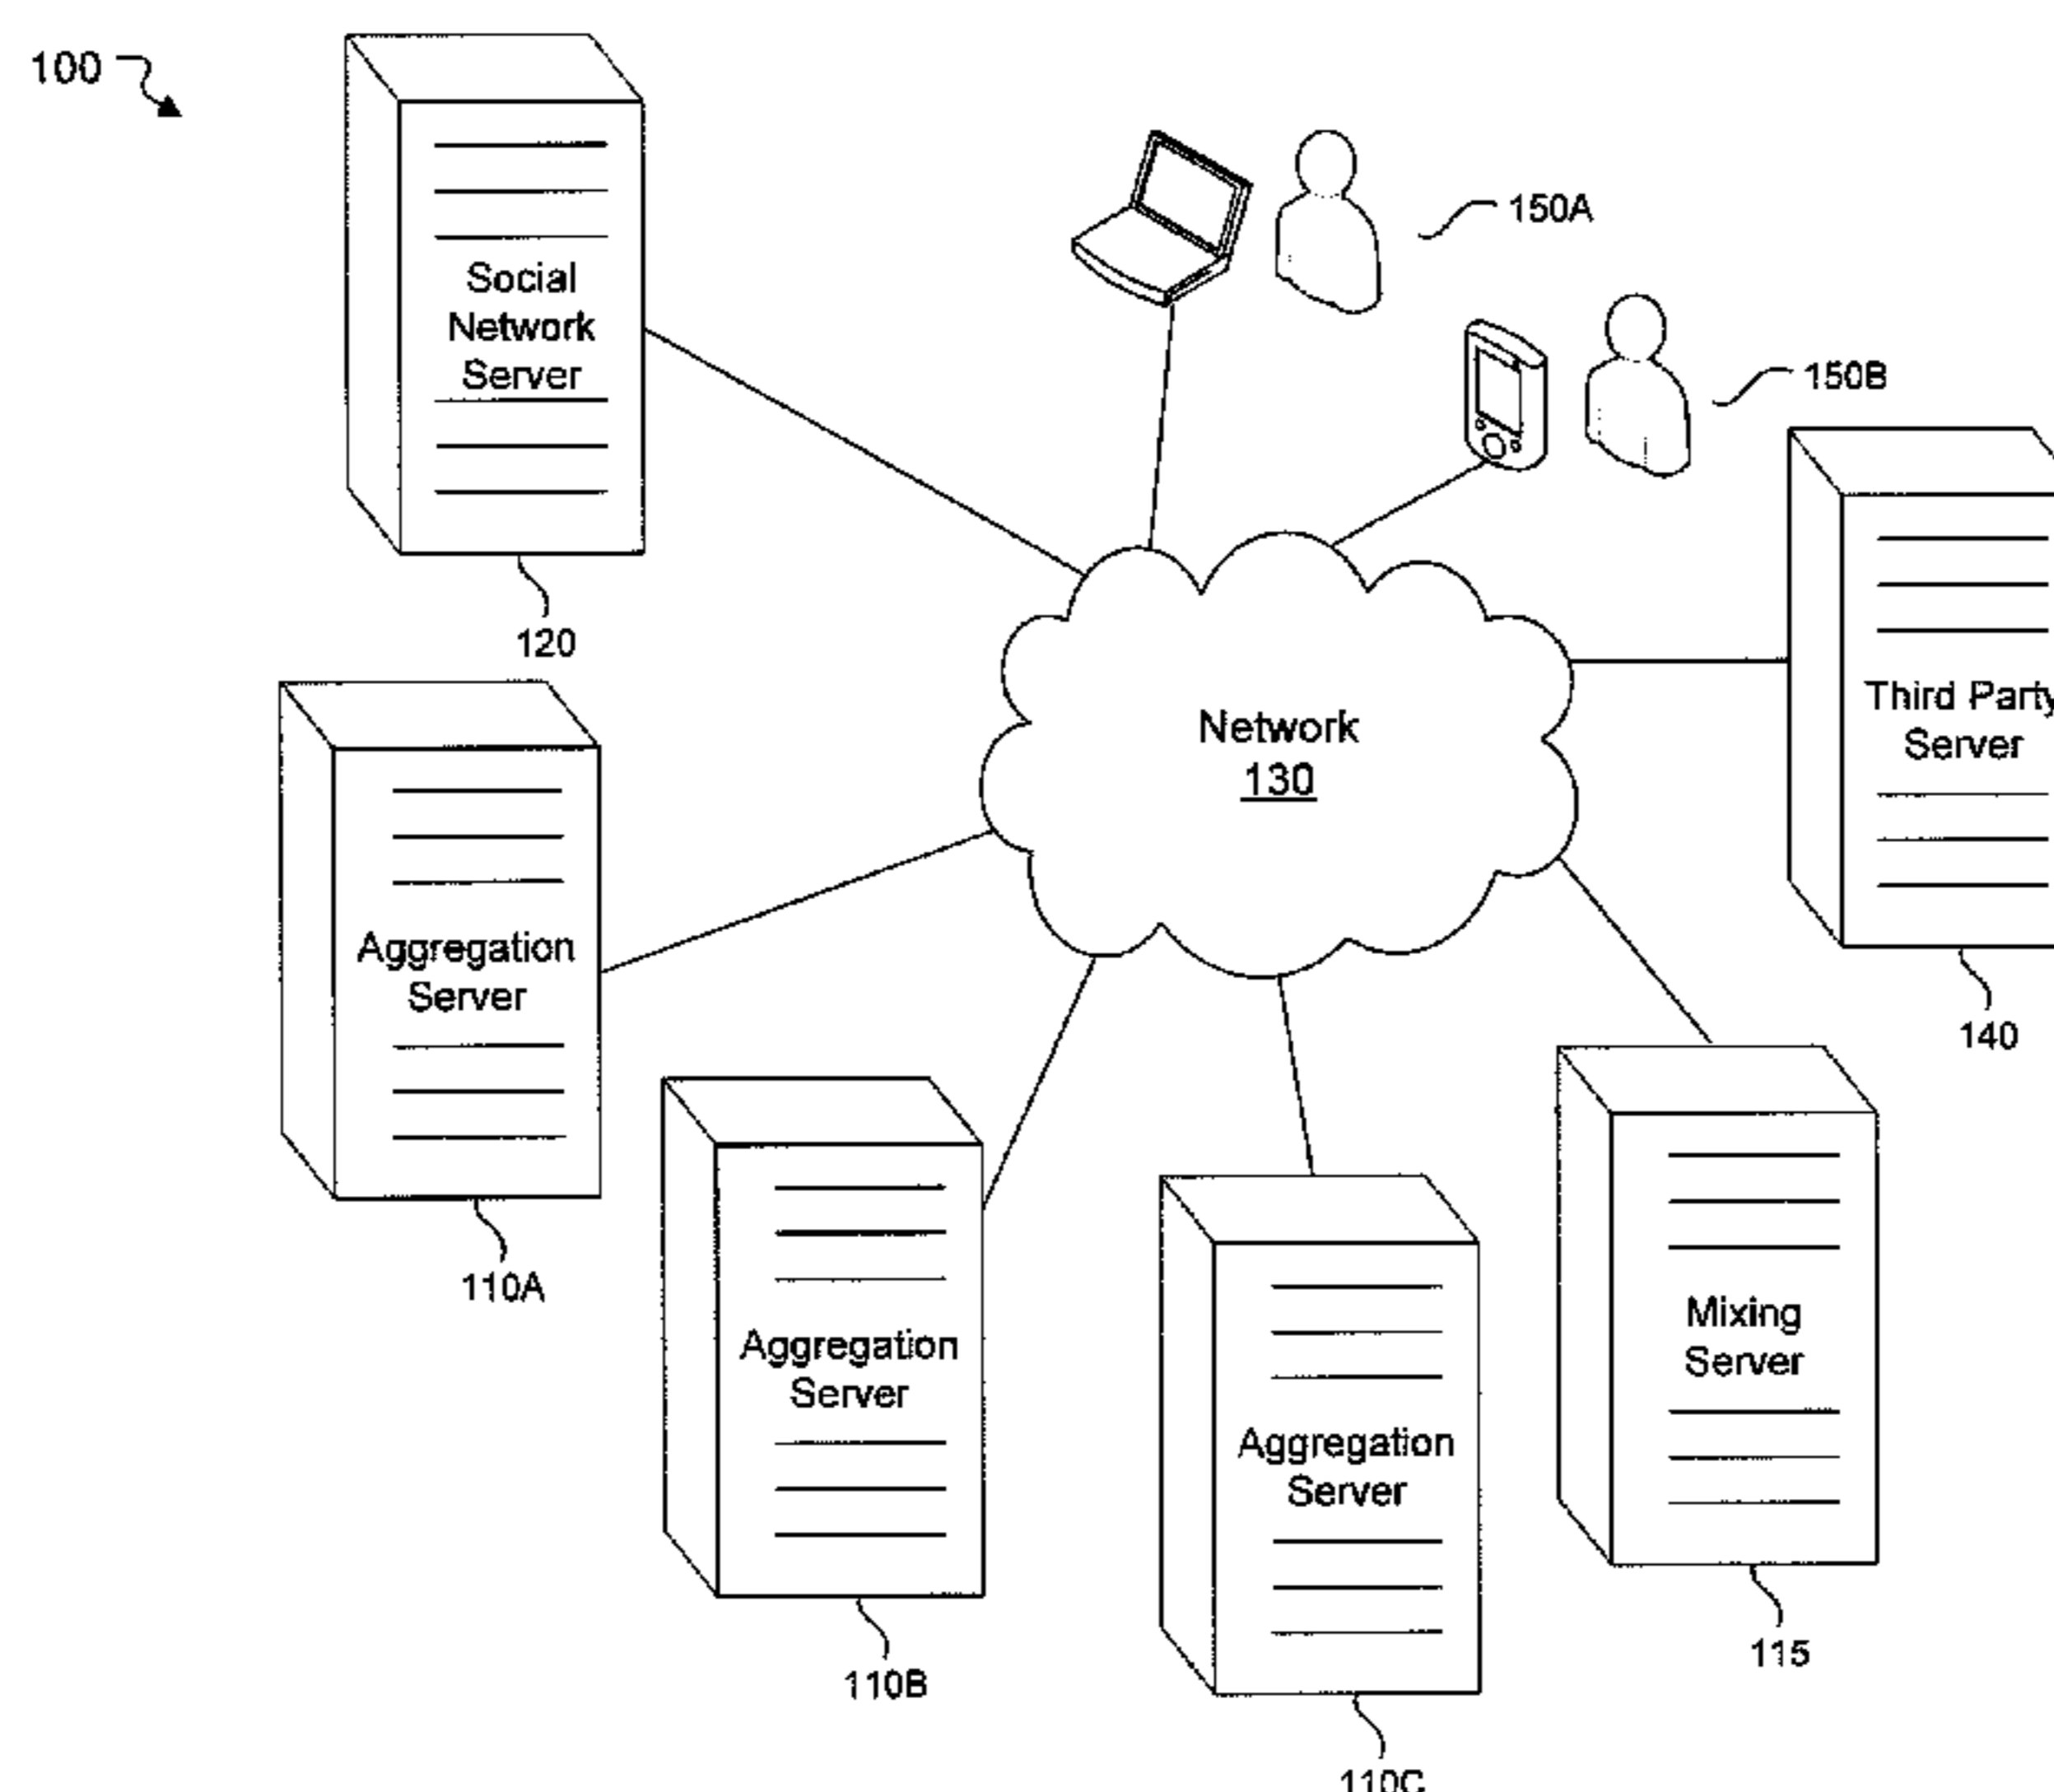 100
Social
Network
Server
120
150A
150B
Network
130
Third Party
Server
140
Aggregation
Server
110A
Aggregation
Server
110B
Aggregation
Server
110C
Mixing
Server
115